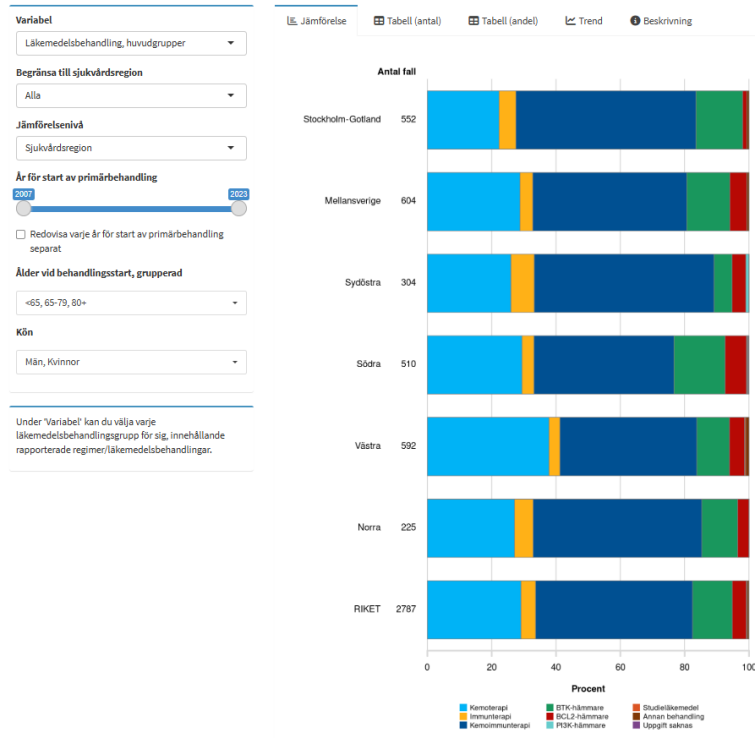 Variabel
Läkemedelsbehandling, huvudgrupper
Begränsa till sjukvårdsregion
Alla
Jämförelsenivå
Sjukvårdsregion
År för start av primärbehandling
2007 2023
Redovisa varje år för start av primärbehandling
separat
Ålder vid behandlingsstart, grupperad
<65, 65-79, 80+
Kön
Män, Kvinnor
Under 'Variabel' kan du välja varje
läkemedelsbehandlingsgrupp för sig, innehållande
rapporterade regimer/läkemedelsbehandlingar.
Jämförelse Tabell (antal) Tabell (andel) Trend Beskrivning
Antal fall
Stockholm-Gotland 552
Mellansverige 604
Sydöstra 304
Södra 510
Västra 592
Norra 225
RIKET 2787
0 20 40 60 80 100
Procent
Kemoterapi BTK-hämmare Studieläkemedel
Immunterapi BCL2-hämmare Annan behandling
Kemoimmunterapi PI3K-hämmare Uppgift saknas